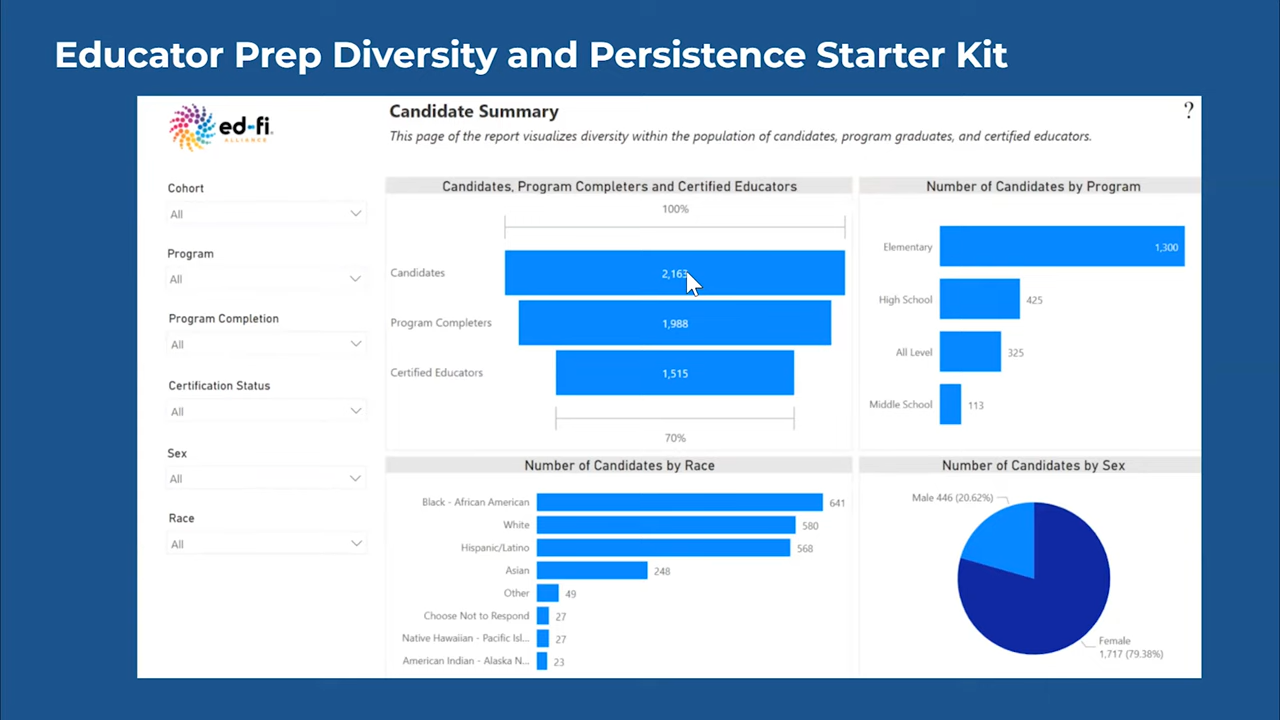 Educator Prep Diversity and Persistence Starter Kit
ed-fi
ALLIANCE
Candidate Summary
?
This page of the report visualizes diversity within the population of candidates, program graduates, and certified educators.
Cohort
All
Program
All
Program Completion
All
Certification Status
All
Sex
All
Race
All
Candidates, Program Completers and Certified Educators
100%
Candidates
2,163
Program Completers
1,988
Certified Educators
1,515
70%
Number of Candidates by Program
Elementary
1,300
High School
425
All Level
325
Middle School
113
Number of Candidates by Race
Black - African American
641
White
580
Hispanic/Latino
568
Asian
248
Other
49
Choose Not to Respond
27
Native Hawaiian - Pacific Isl...
27
American Indian - Alaska N...
23
Number of Candidates by Sex
Male 446 (20.62%)
Female
1,717 (79.38%)